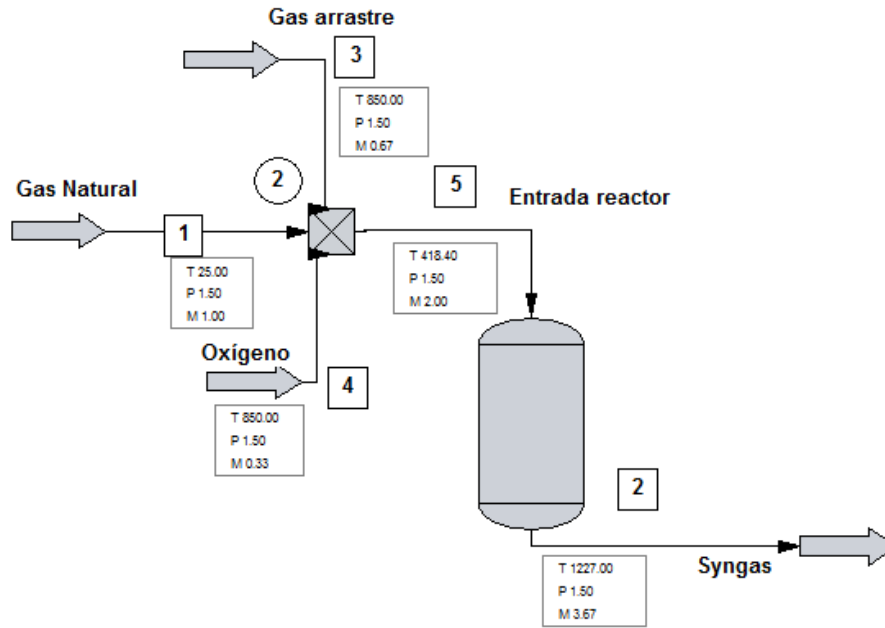 Gas arrastre
3
T 850.00
P 1.50
M 0.67
2
5
Gas Natural
Entrada reactor
1
T 25.00
P 1.50
M 1.00
T 418.40
P 1.50
M 2.00
Oxígeno
4
T 850.00
P 1.50
M 0.33
2
Syngas
T 1227.00
P 1.50
M 3.67